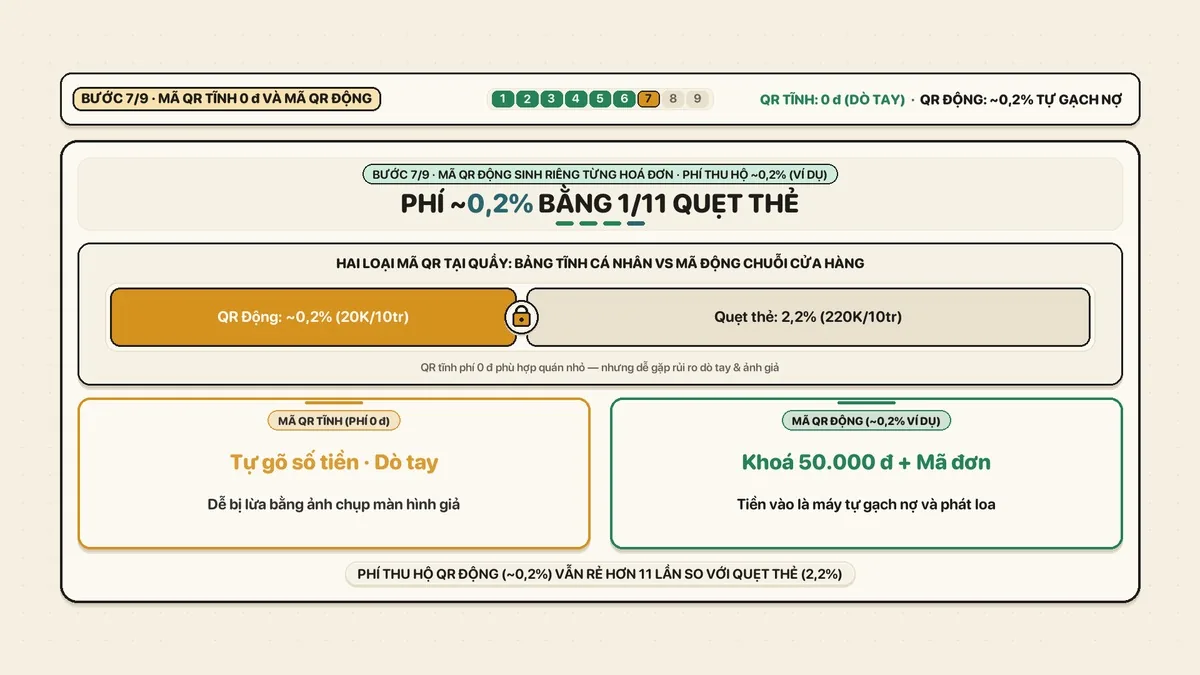 BƯỚC 7/9 · MÃ QR TĨNH 0 đ VÀ MÃ QR ĐỘNG
1 2 3 4 5 6 7 8 9
QR TĨNH: 0 đ (DÒ TAY) · QR ĐỘNG: ~0,2% TỰ GẠCH NỢ
BƯỚC 7/9 · MÃ QR ĐỘNG SINH RIÊNG TỪNG HOÁ ĐƠN · PHÍ THU HỘ ~0,2% (VÍ DỤ)
PHÍ ~0,2% BẰNG 1/11 QUẸT THẺ
HAI LOẠI MÃ QR TẠI QUẦY: BẢNG TĨNH CÁ NHÂN VS MÃ ĐỘNG CHUỖI CỬA HÀNG
QR Động: ~0,2% (20K/10tr)
Quẹt thẻ: 2,2% (220K/10tr)
QR tĩnh phí 0 đ phù hợp quán nhỏ — nhưng dễ gặp rủi ro dò tay & ảnh giả
MÃ QR TĨNH (PHÍ 0 đ)
Tự gõ số tiền · Dò tay
Dễ bị lừa bằng ảnh chụp màn hình giả
MÃ QR ĐỘNG (~0,2% VÍ DỤ)
Khoá 50.000 đ + Mã đơn
Tiền vào là máy tự gạch nợ và phát loa
PHÍ THU HỘ QR ĐỘNG (~0,2%) VẪN RẺ HƠN 11 LẦN SO VỚI QUẸT THẺ (2,2%)